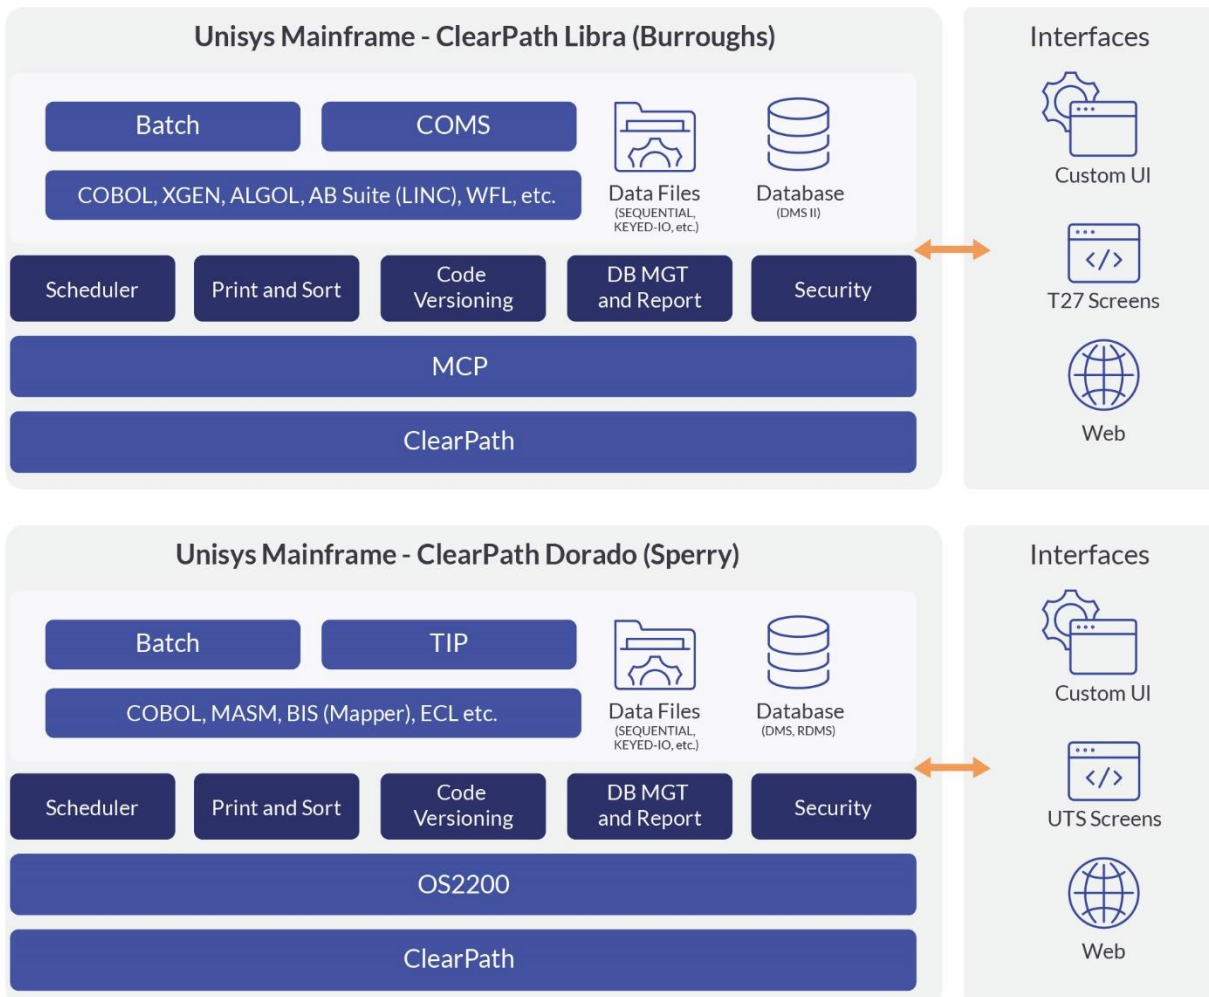 Unisys Mainframe - ClearPath Libra (Burroughs)
Batch
COMS
COBOL, XGEN, ALGOL, AB Suite (LINC), WFL, etc.
Data Files
(SEQUENTIAL,
KEYED-IO, etc.)
Database
(DMS II)
Scheduler
Print and Sort
Code
Versioning
DB MGT
and Report
Security
MCP
ClearPath
Interfaces
Custom UI
T27 Screens
Web
Unisys Mainframe - ClearPath Dorado (Sperry)
Batch
TIP
COBOL, MASM, BIS (Mapper), ECL etc.
Data Files
(SEQUENTIAL,
KEYED-IO, etc.)
Database
(DMS, RDMS)
Scheduler
Print and Sort
Code
Versioning
DB MGT
and Report
Security
OS2200
ClearPath
Interfaces
Custom UI
UTS Screens
Web